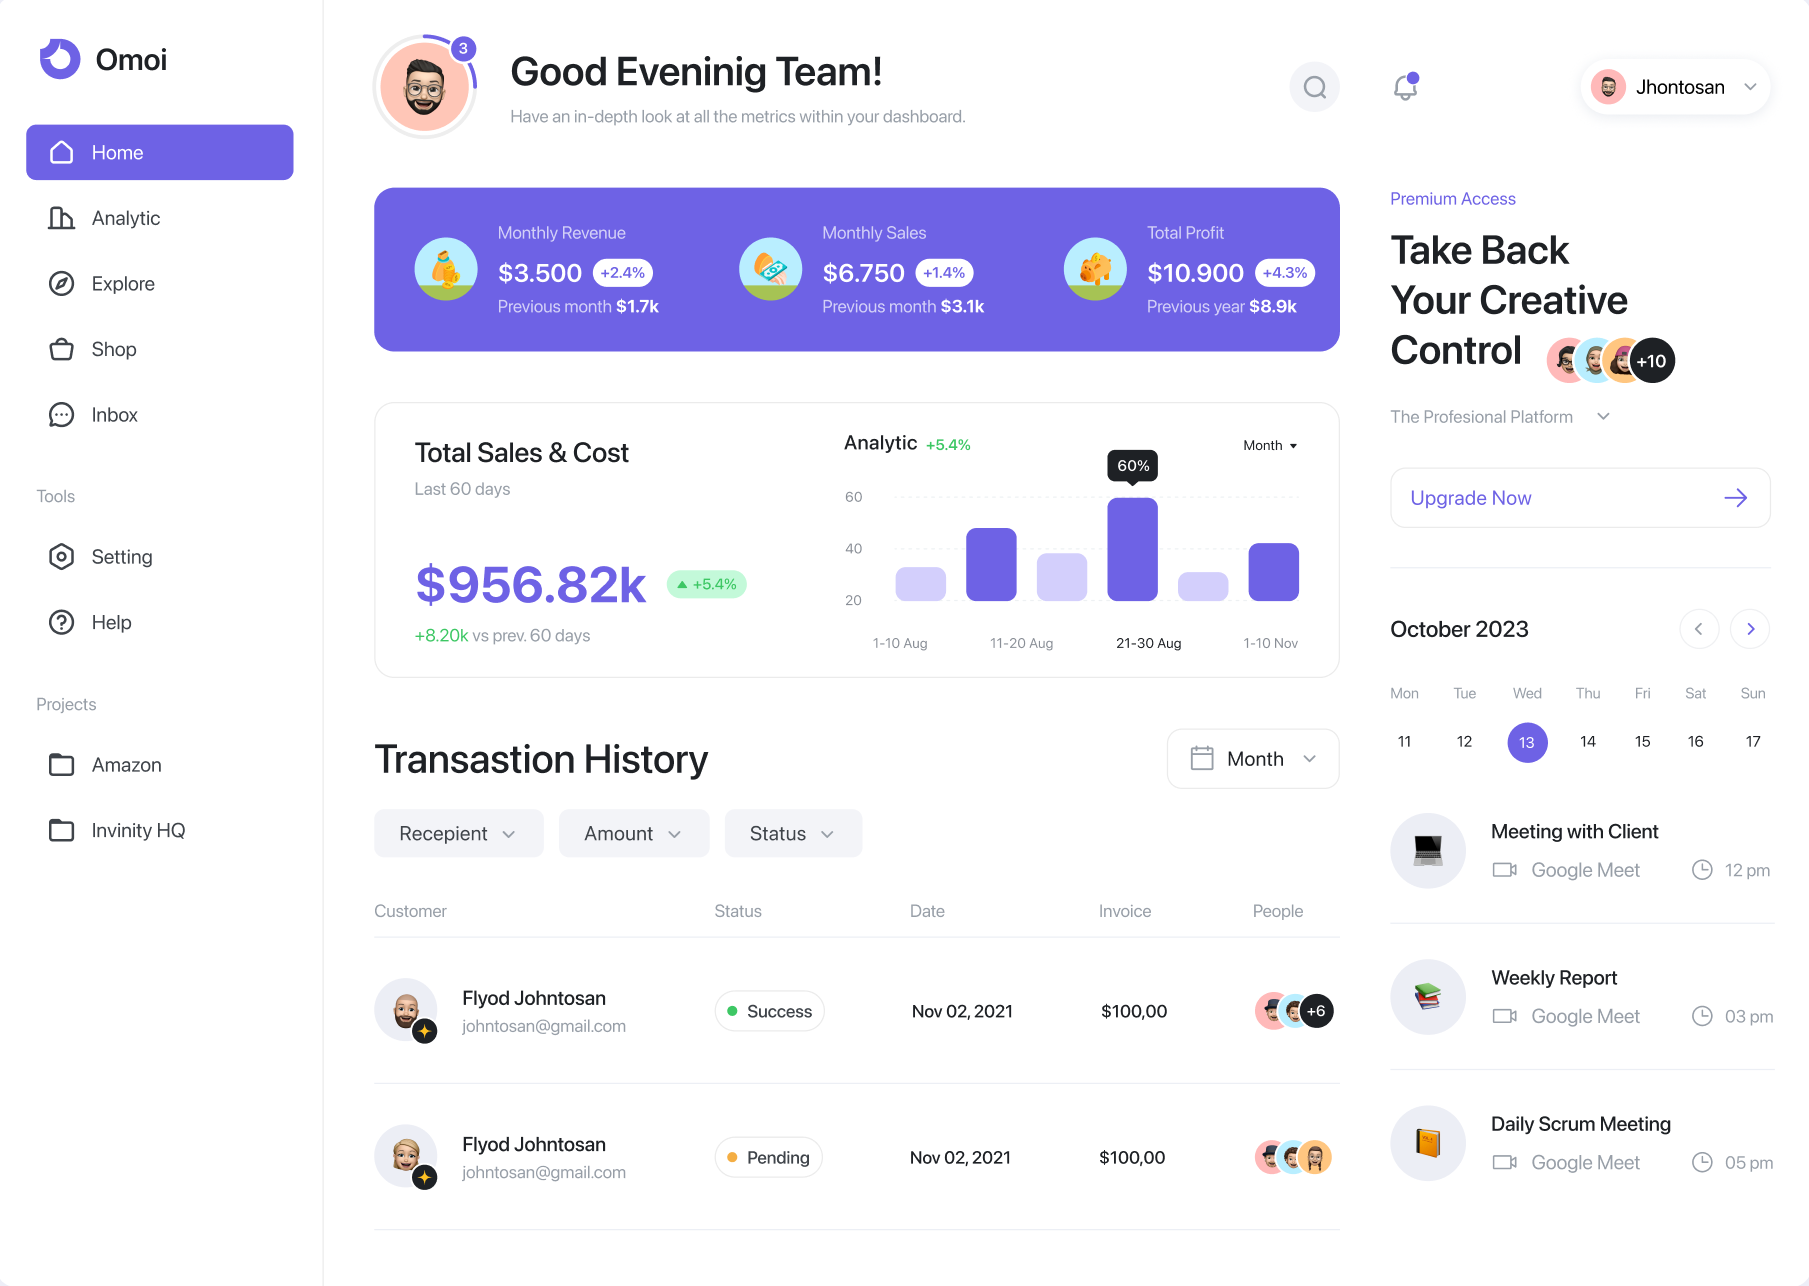 Omoi
Home
Analytic
Explore
Shop
Inbox
Tools
Setting
Help
Projects
Amazon
Invinity HQ
3
Good Eveninig Team!
Have an in-depth look at all the metrics within your dashboard.
Jhontosan
Monthly Revenue
$3.500 +2.4%
Previous month $1.7k
Monthly Sales
$6.750 +1.4%
Previous month $3.1k
Total Profit
$10.900 +4.3%
Previous year $8.9k
Total Sales & Cost
Last 60 days
$956.82k +5.4%
+8.20k vs prev. 60 days
Analytic +5.4%
Month
60%
60
40
20
1-10 Aug 11-20 Aug 21-30 Aug 1-10 Nov
Transastion History
Month
Recepient Amount Status
Customer Status Date Invoice People
Flyod Johntosan
johntosan@gmail.com
Success Nov 02, 2021 $100,00 +6
Flyod Johntosan
johntosan@gmail.com
Pending Nov 02, 2021 $100,00
Premium Access
Take Back
Your Creative
Control +10
The Profesional Platform
Upgrade Now
October 2023
Mon Tue Wed Thu Fri Sat Sun
11 12 13 14 15 16 17
Meeting with Client
Google Meet 12 pm
Weekly Report
Google Meet 03 pm
Daily Scrum Meeting
Google Meet 05 pm